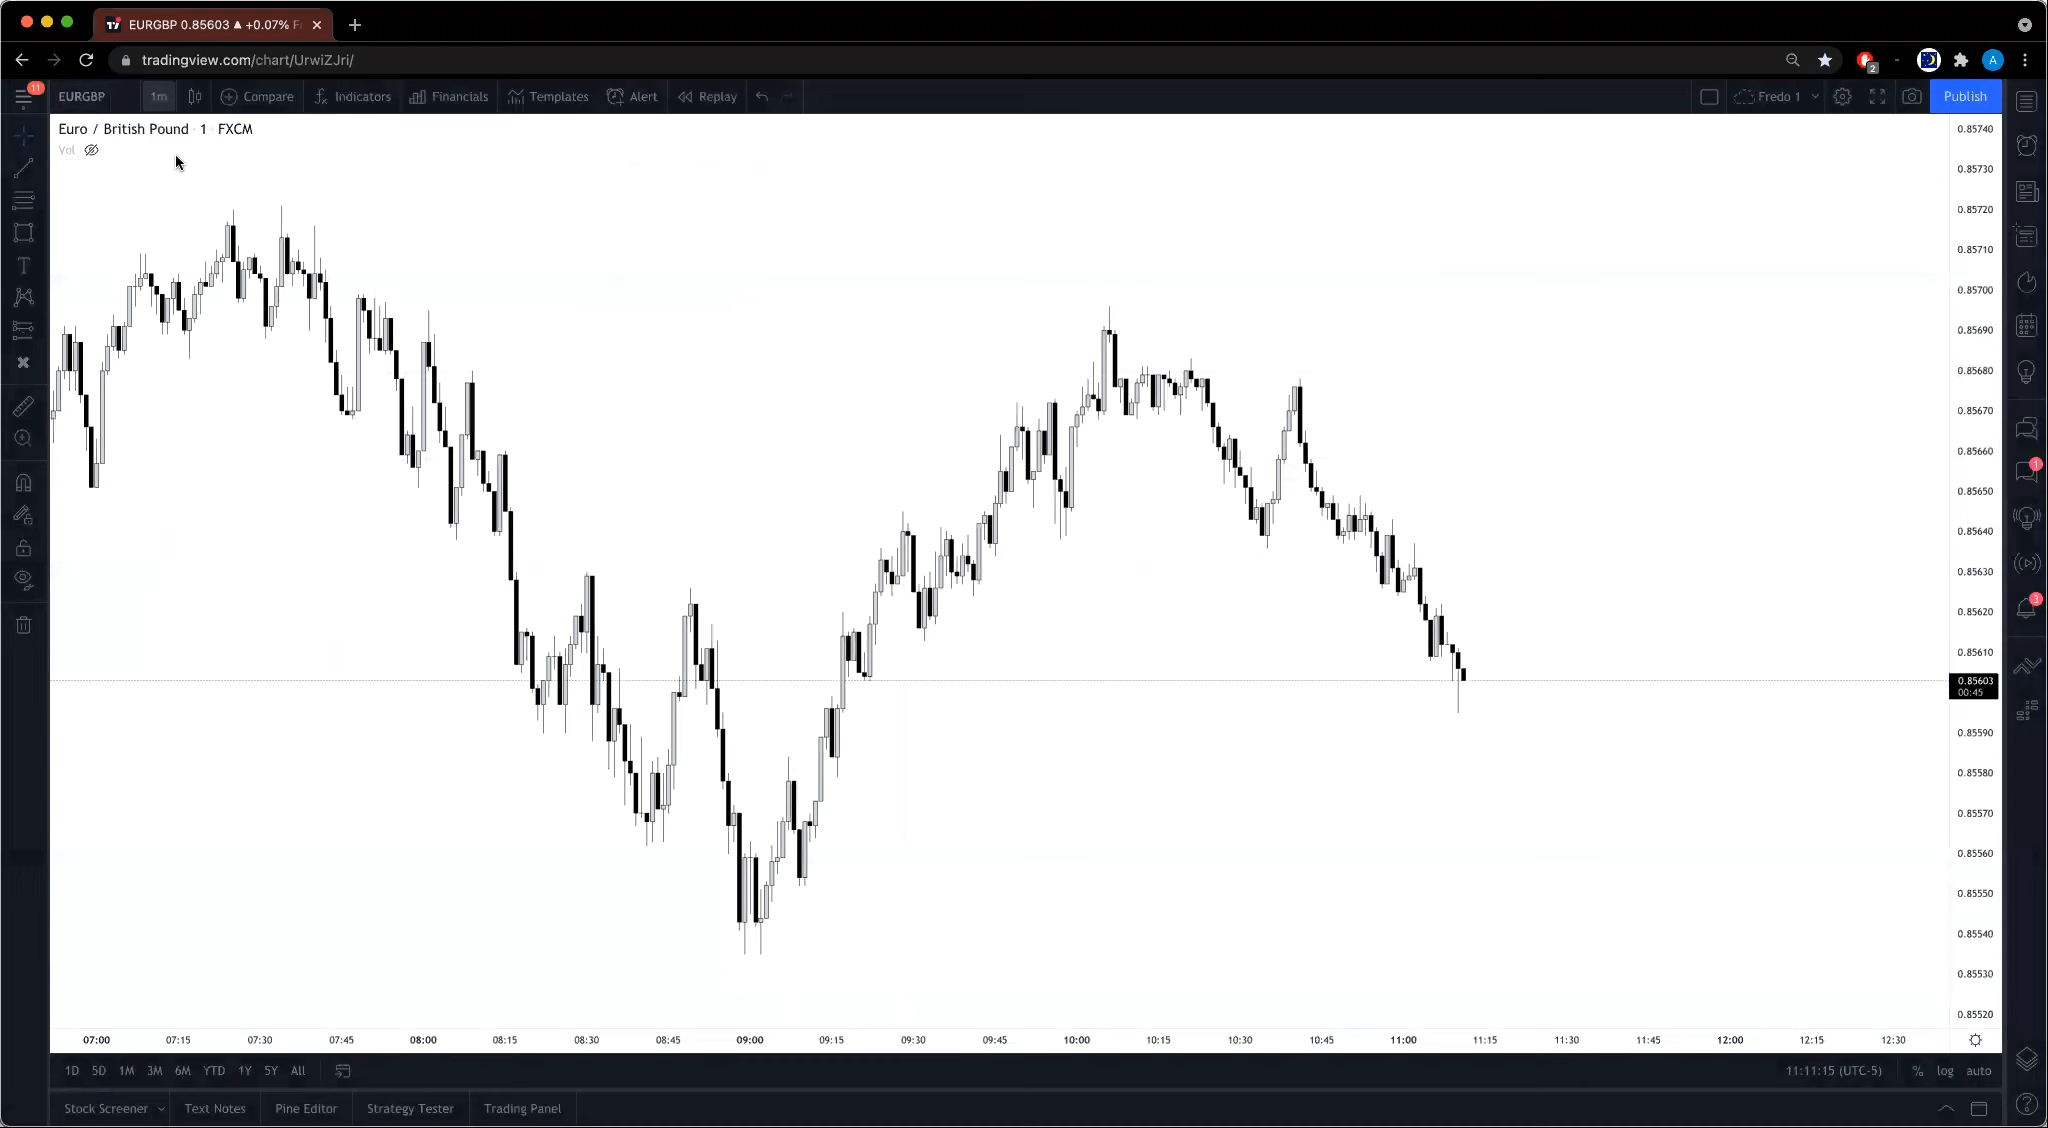 EURGBP 0.85603 ▲ +0.07% F
tradingview.com/chart/UrwiZJri/
2
A
11
EURGBP
1m
Compare
Indicators
Financials
Templates
Alert
Replay
Fredo 1
Publish
Euro / British Pound · 1 · FXCM
Vol
0.85740
0.85730
0.85720
0.85710
0.85700
0.85690
0.85680
0.85670
0.85660
0.85650
0.85640
0.85630
0.85620
0.85610
0.85603
00:45
0.85590
0.85580
0.85570
0.85560
0.85550
0.85540
0.85530
0.85520
1
3
07:00 07:15 07:30 07:45 08:00 08:15 08:30 08:45 09:00 09:15 09:30 09:45 10:00 10:15 10:30 10:45 11:00 11:15 11:30 11:45 12:00 12:15 12:30
1D 5D 1M 3M 6M YTD 1Y 5Y All
11:11:15 (UTC-5) % log auto
Stock Screener Text Notes Pine Editor Strategy Tester Trading Panel